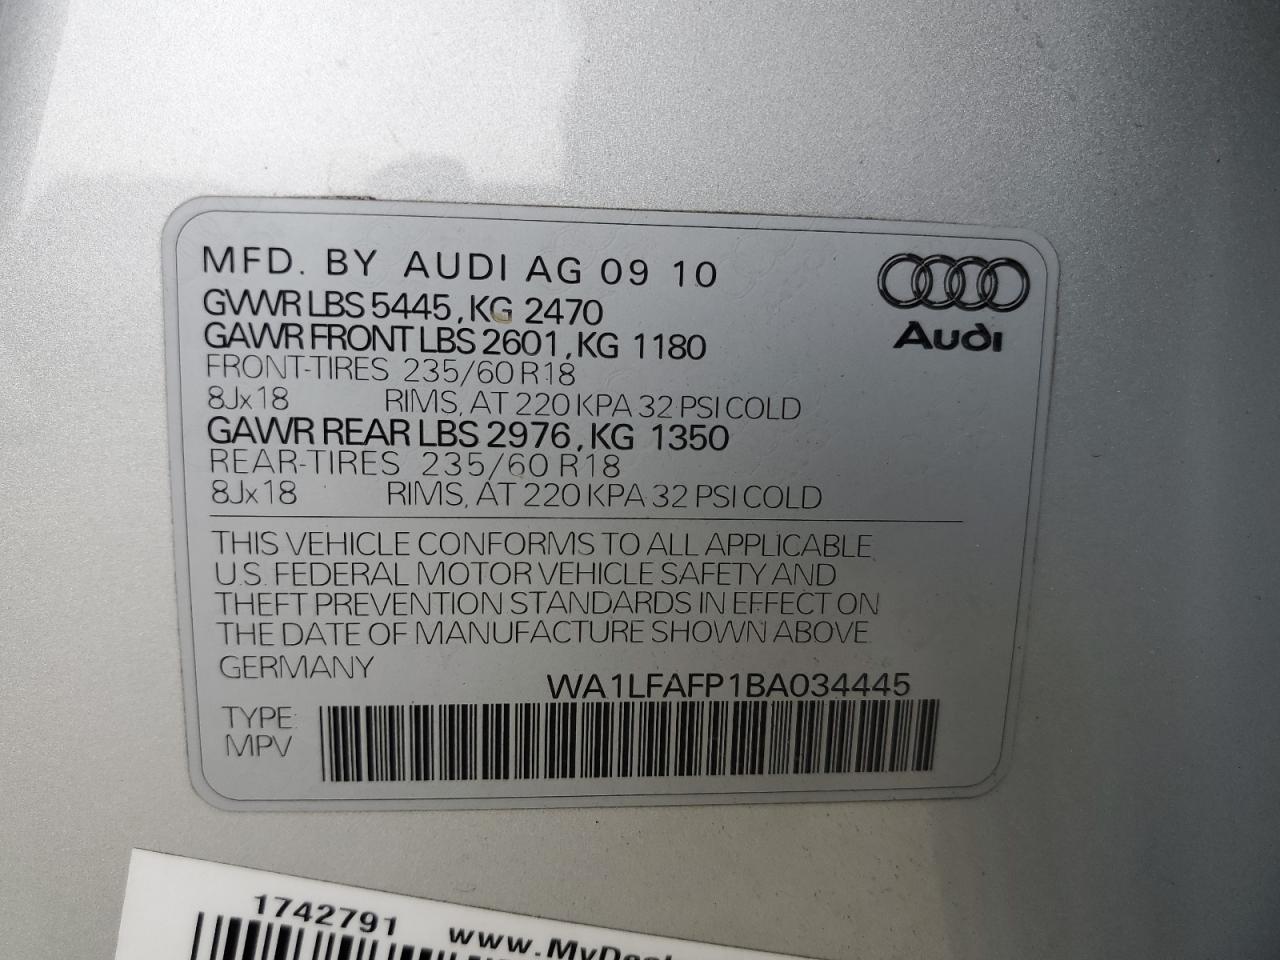 MFD. BY AUDI AG 09 10
GVWR LBS 5445, KG 2470
GAWR FRONT LBS 2601, KG 1180
FRONT-TIRES 235/60 R18
8Jx18 RIMS, AT 220 KPA 32 PSI COLD
GAWR REAR LBS 2976, KG 1350
REAR-TIRES 235/60 R18
8Jx18 RIMS, AT 220 KPA 32 PSI COLD
Audi
THIS VEHICLE CONFORMS TO ALL APPLICABLE
U.S. FEDERAL MOTOR VEHICLE SAFETY AND
THEFT PREVENTION STANDARDS IN EFFECT ON
THE DATE OF MANUFACTURE SHOWN ABOVE.
GERMANY
WA1LFAFP1BA034445
TYPE:
MPV
1742791